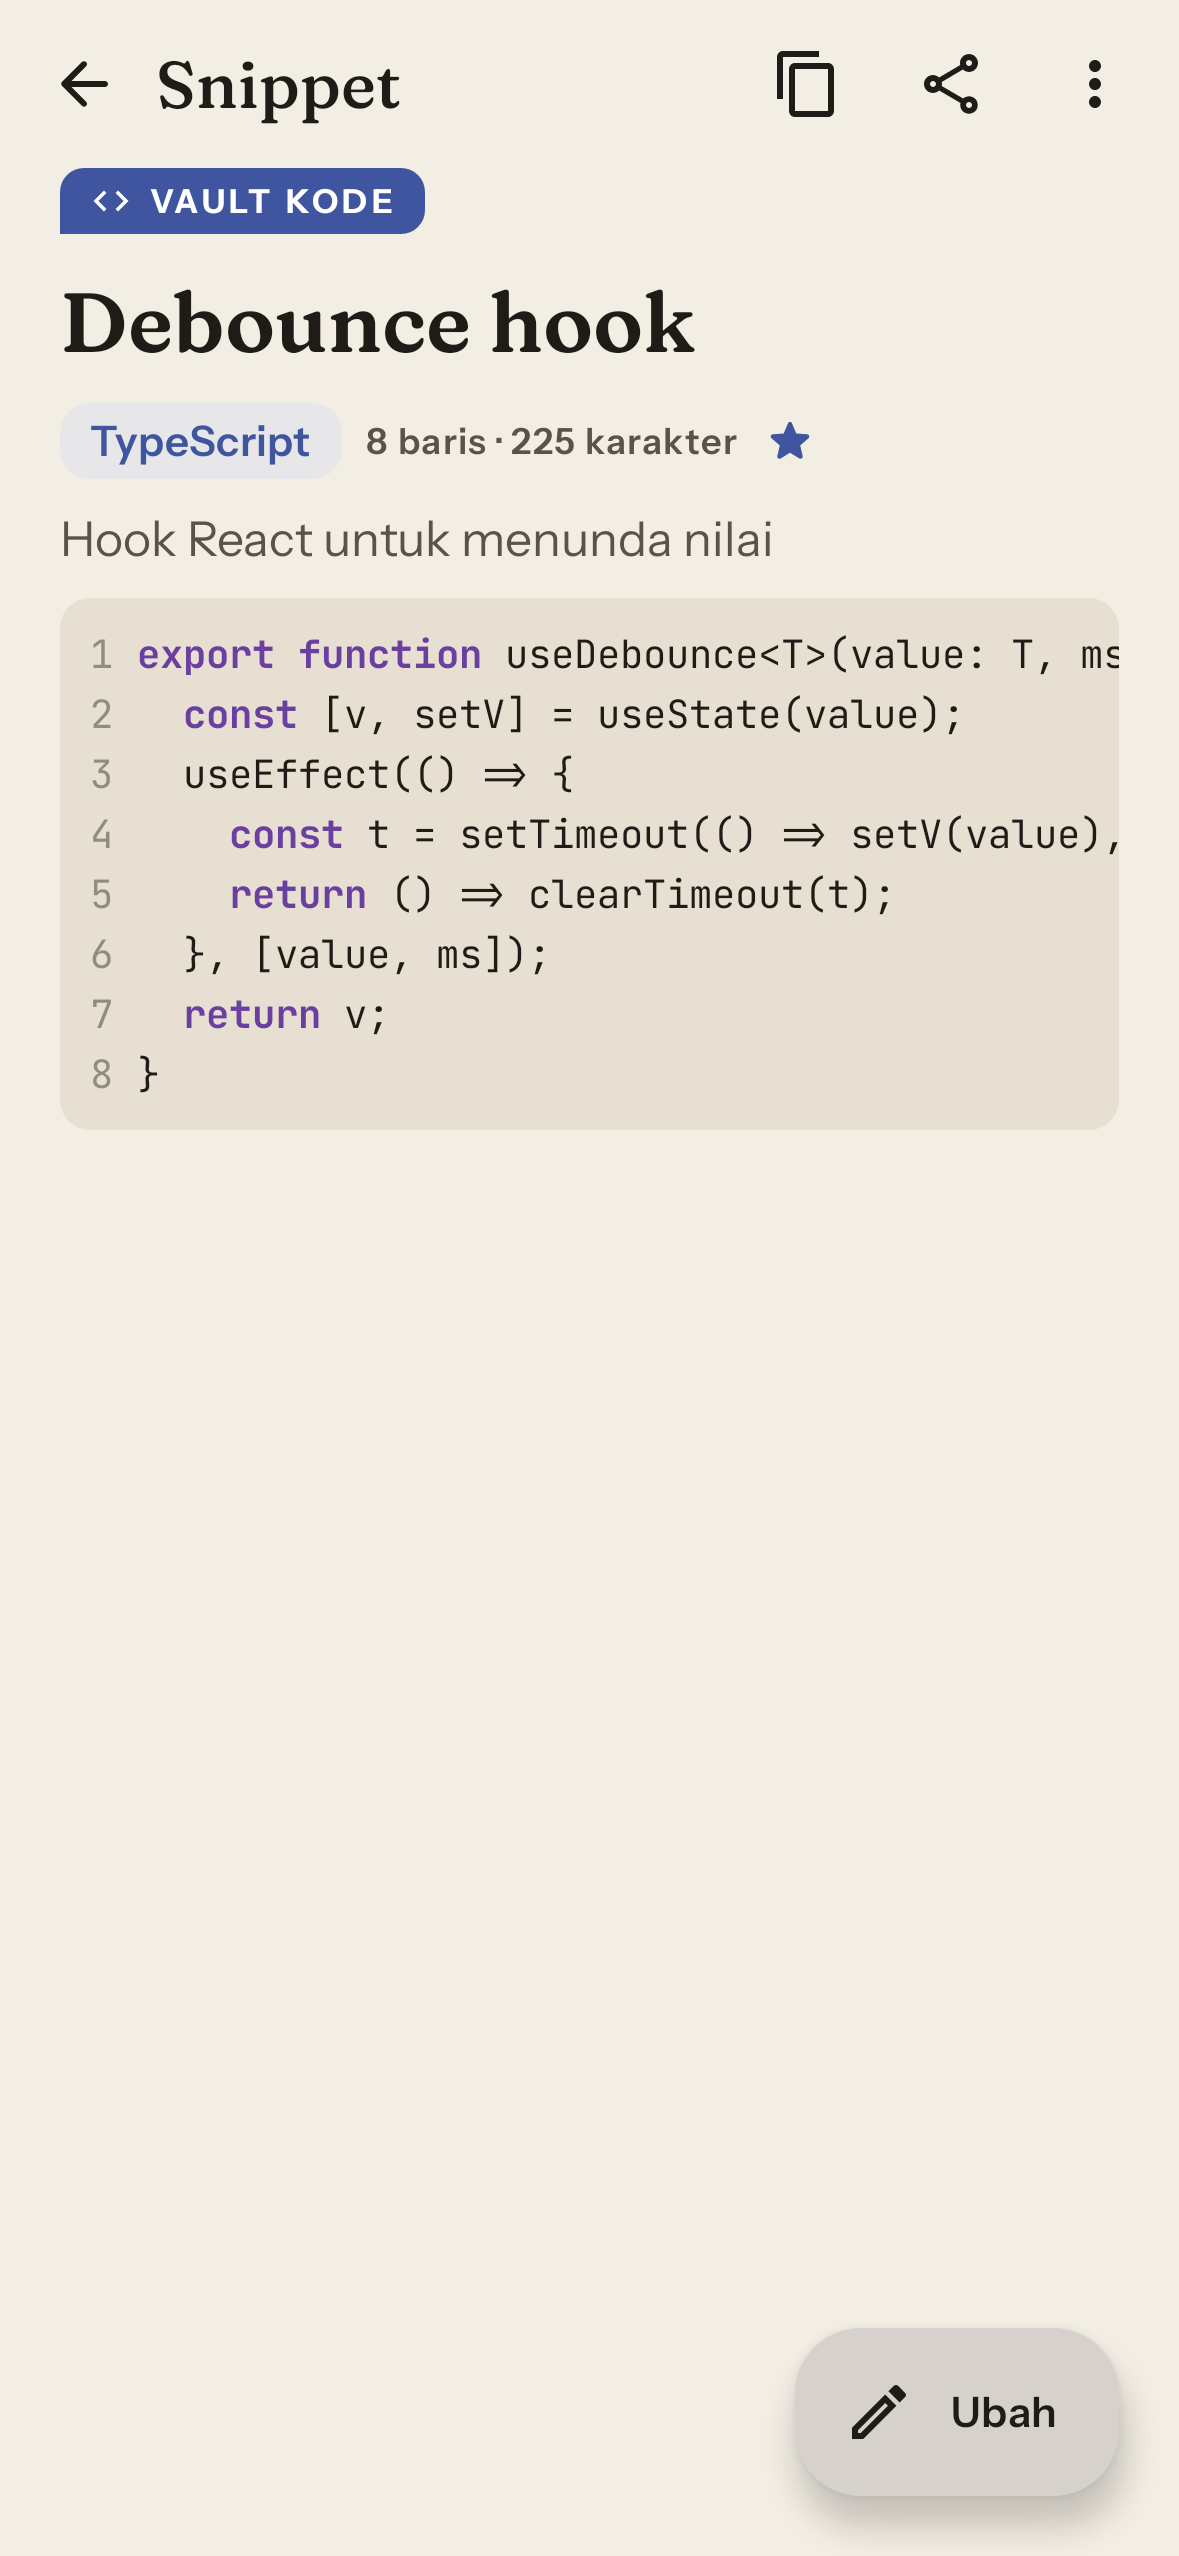 Snippet
VAULT KODE
Debounce hook
TypeScript 8 baris · 225 karakter
Hook React untuk menunda nilai
1 export function useDebounce<T>(value: T, ms
2   const [v, setV] = useState(value);
3   useEffect(() => {
4     const t = setTimeout(() => setV(value),
5     return () => clearTimeout(t);
6   }, [value, ms]);
7   return v;
8 }
Ubah